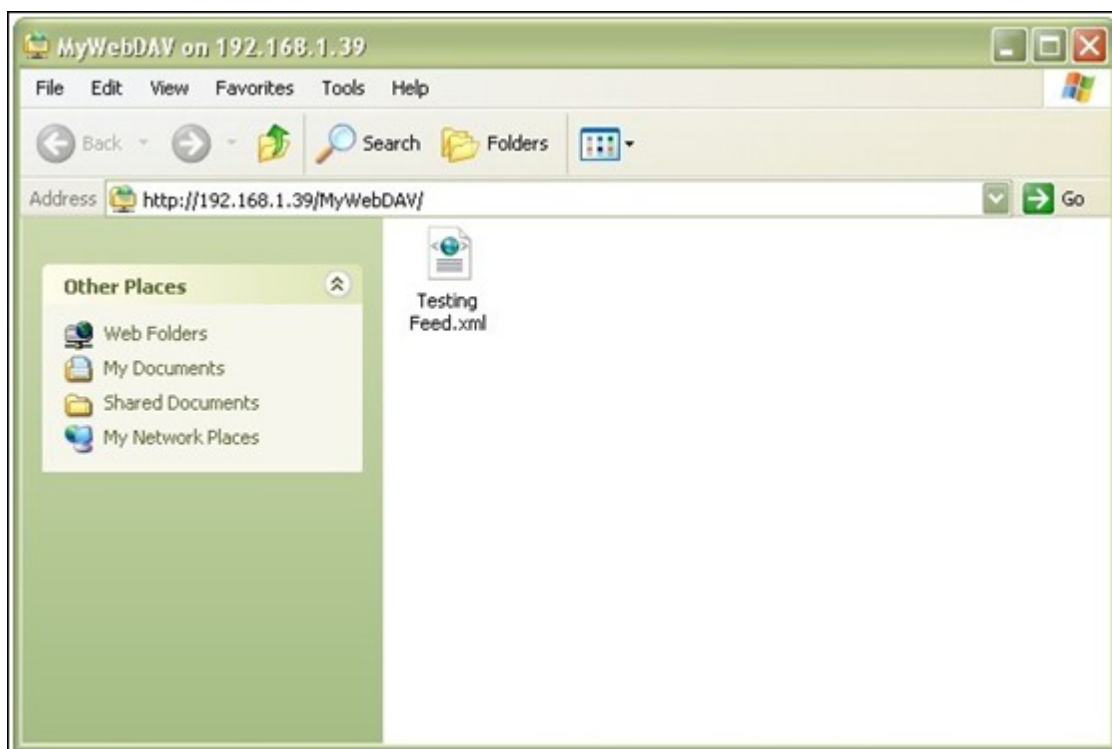 MyWebDAV on 192.168.1.39
File Edit View Favorites Tools Help
Back Search Folders
Address http://192.168.1.39/MyWebDAV/ Go
Other Places
Web Folders
My Documents
Shared Documents
My Network Places
Testing
Feed.xml